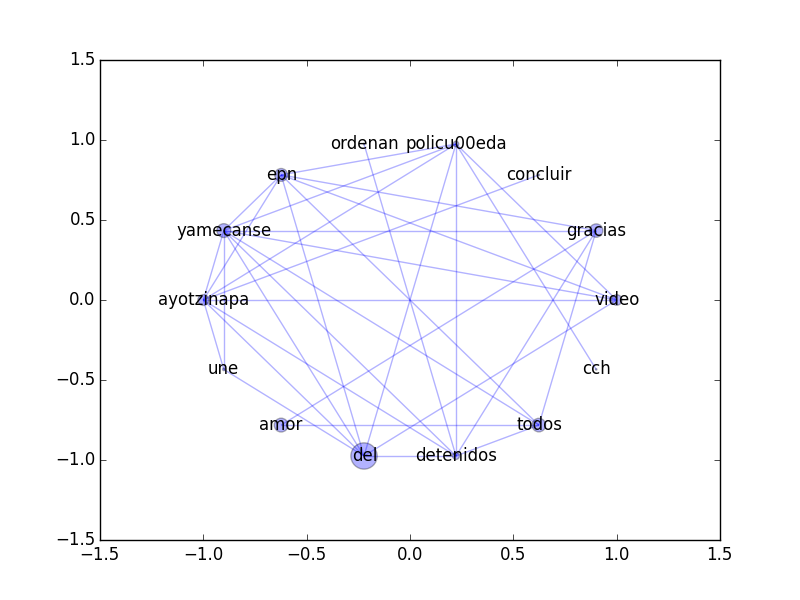 1.5
1.0
0.5
0.0
−0.5
−1.0
−1.5
ordenan policu00eda
epn concluir
yamecanse gracias
ayotzinapa video
une cch
amor todos
del detenidos
−1.5 −1.0 −0.5 0.0 0.5 1.0 1.5